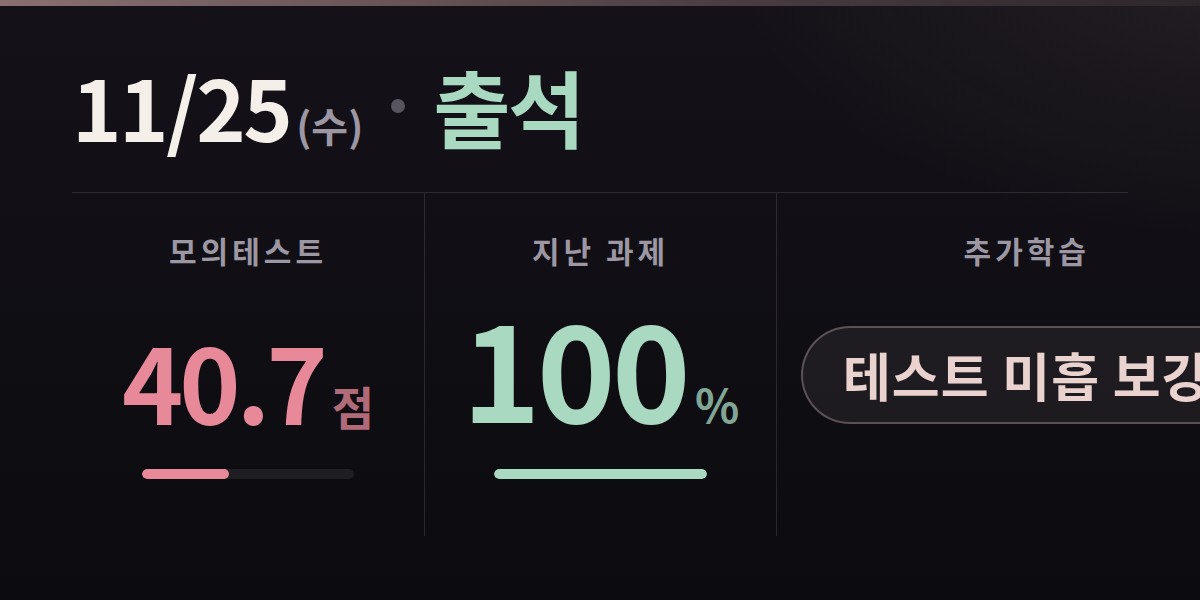 11/25 (수) • 출석
모의테스트 지난 과제 추가학습
40.7점 100% 테스트 미흡 보강